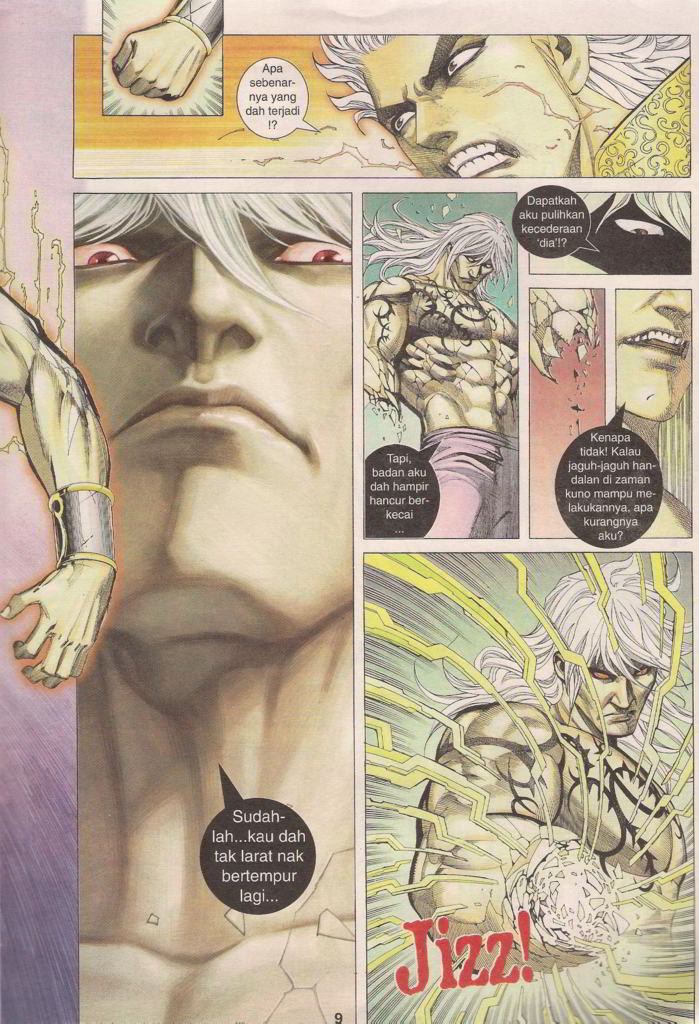 Apa
sebenar-
nya yang
dah terjadi
!?
Sudah-
lah...kau dah
tak larat nak
bertempur
lagi...
Dapatkah
aku pulihkan
kecederaan
'dia'!?
Tapi,
badan aku
dah hampir
hancur ber-
kecai
...
Kenapa
tidak! Kalau
jaguh-jaguh han-
dalan di zaman
kuno mampu me-
lakukannya, apa
kurangnya
aku?
Jizz!
9